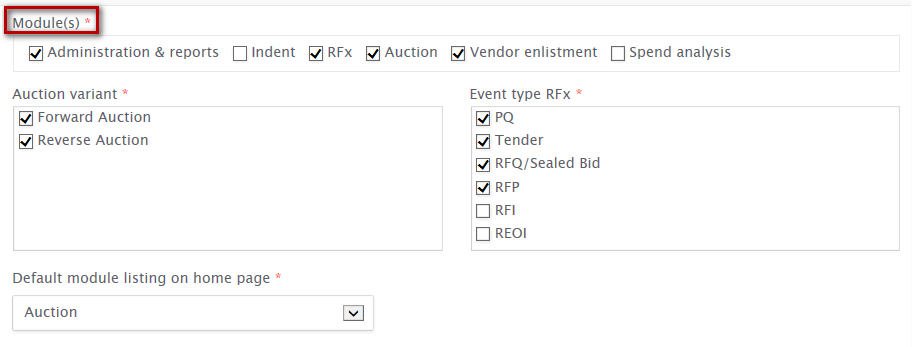 Module(s) *
Administration & reports Indent RFx Auction Vendor enlistment Spend analysis
Auction variant *
Forward Auction
Reverse Auction
Event type RFx *
PQ
Tender
RFQ/Sealed Bid
RFP
RFI
REOI
Default module listing on home page *
Auction